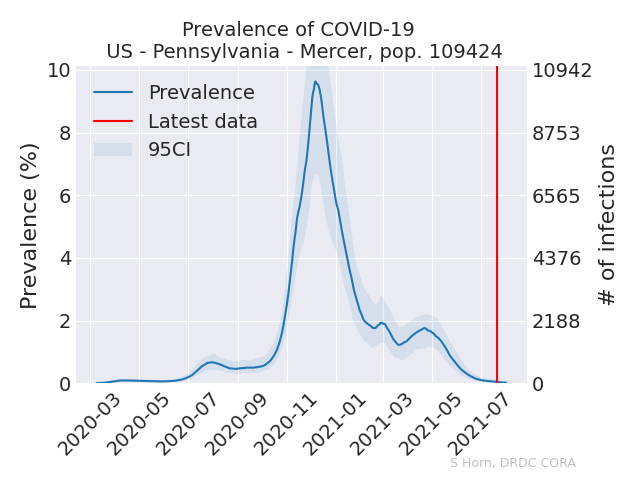 Prevalence of COVID-19
US - Pennsylvania - Mercer, pop. 109424
Prevalence
Latest data
95CI
Prevalence (%)
10
8
6
4
2
0
10942
8753
6565
4376
2188
0
# of infections
2020-03
2020-05
2020-07
2020-09
2020-11
2021-01
2021-03
2021-05
2021-07
S Horn, DRDC CORA